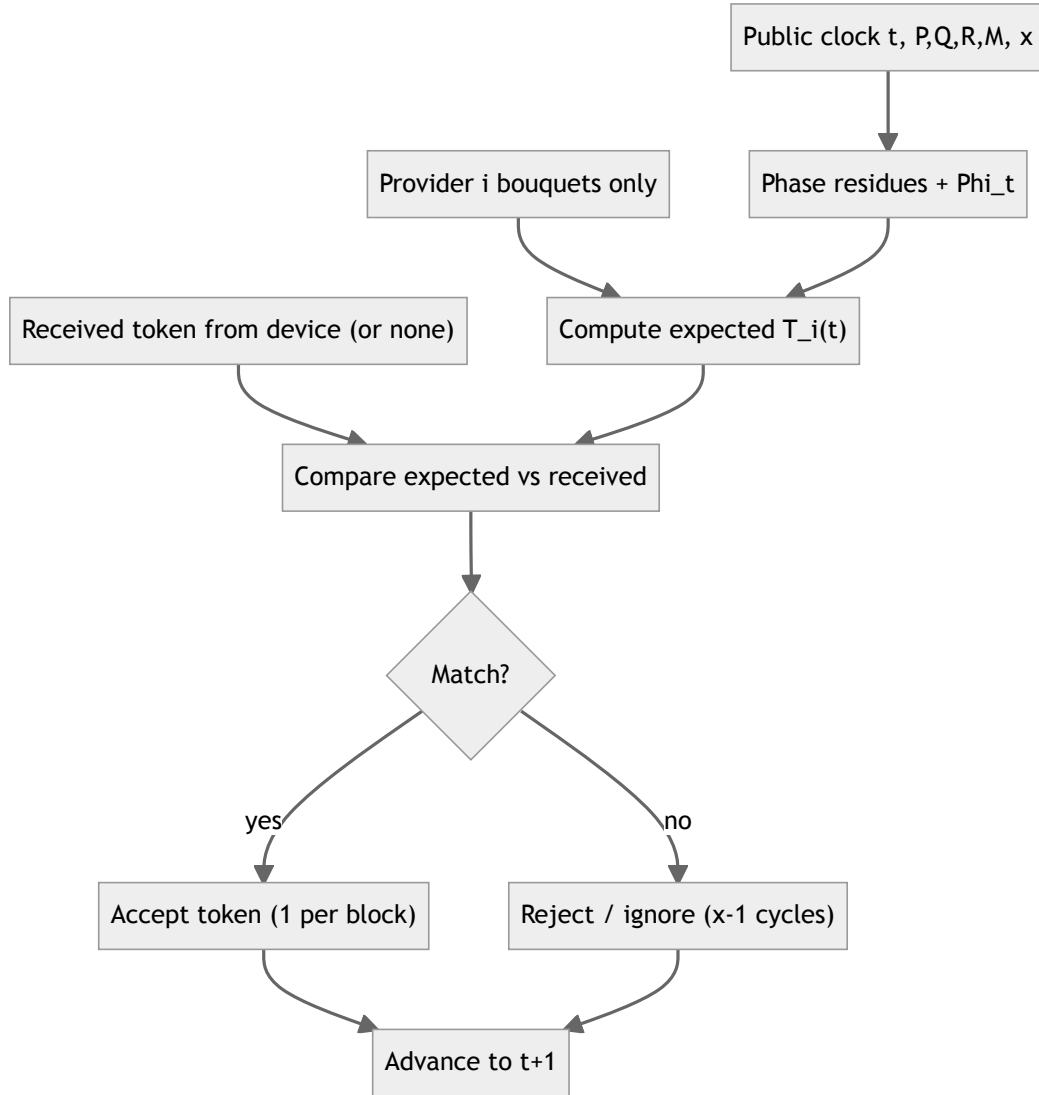 Public clock t, P,Q,R,M, x
Provider i bouquets only
Phase residues + Phi_t
Received token from device (or none)
Compute expected T_i(t)
Compare expected vs received
Match?
yes
no
Accept token (1 per block)
Reject / ignore (x-1 cycles)
Advance to t+1